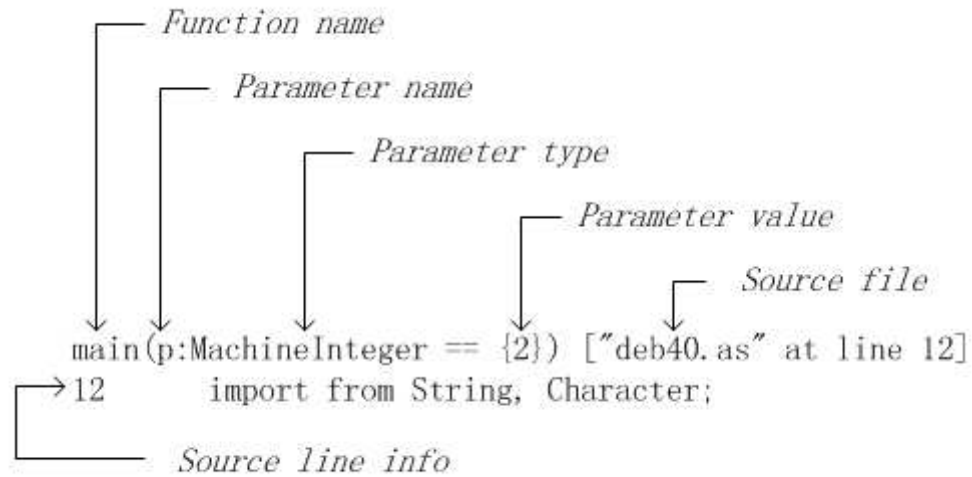 Function name
Parameter name
Parameter type
Parameter value
Source file
main(p:MachineInteger == {2}) ["deb40.as" at line 12]
12 import from String, Character;
Source line info